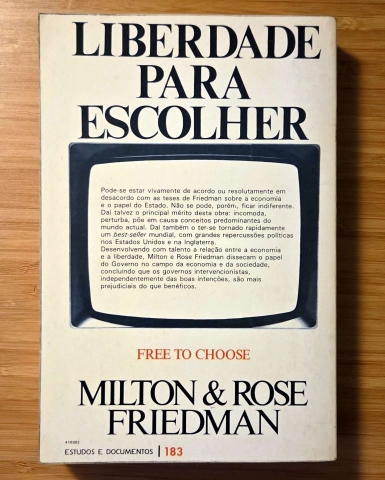 LIBERDADE
PARA
ESCOLHER
Pode-se estar vivamente de acordo ou resolutamente em
desacordo com as teses de Friedman sobre a economia
e o papel do Estado. Não se pode, porém, ficar indiferente.
Daí talvez o principal mérito desta obra: incomoda,
perturba, põe em causa conceitos predominantes do
mundo actual. Daí também o ter-se tornado rapidamente
um best-seller mundial, com grandes repercussões políticas
nos Estados Unidos e na Inglaterra.
Desenvolvendo com talento a relação entre a economia
e a liberdade, Milton e Rose Friedman dissecam o papel
do Governo no campo da economia e da sociedade,
concluindo que os governos intervencionistas,
independentemente das boas intenções, são mais
prejudiciais do que benéficos.
FREE TO CHOOSE
MILTON & ROSE
FRIEDMAN
ESTUDOS E DOCUMENTOS | 183